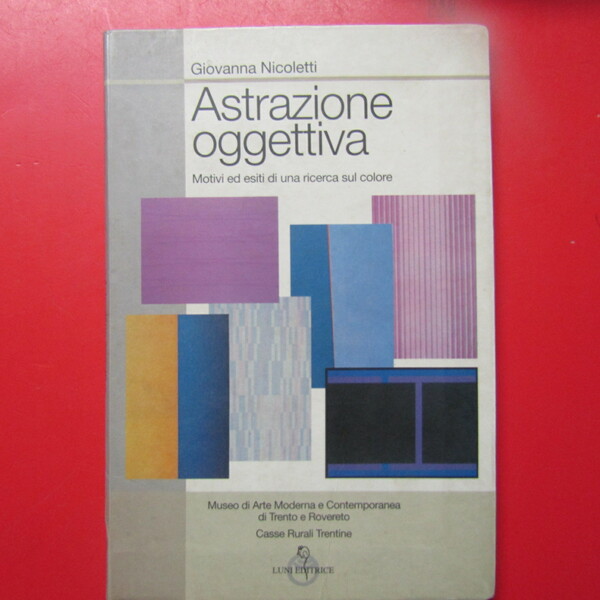 Giovanna Nicoletti
Astrazione
oggettiva
Motivi ed esiti di una ricerca sul colore
Museo di Arte Moderna e Contemporanea
di Trento e Rovereto
Casse Rurali Trentine
LUNI EDITRICE